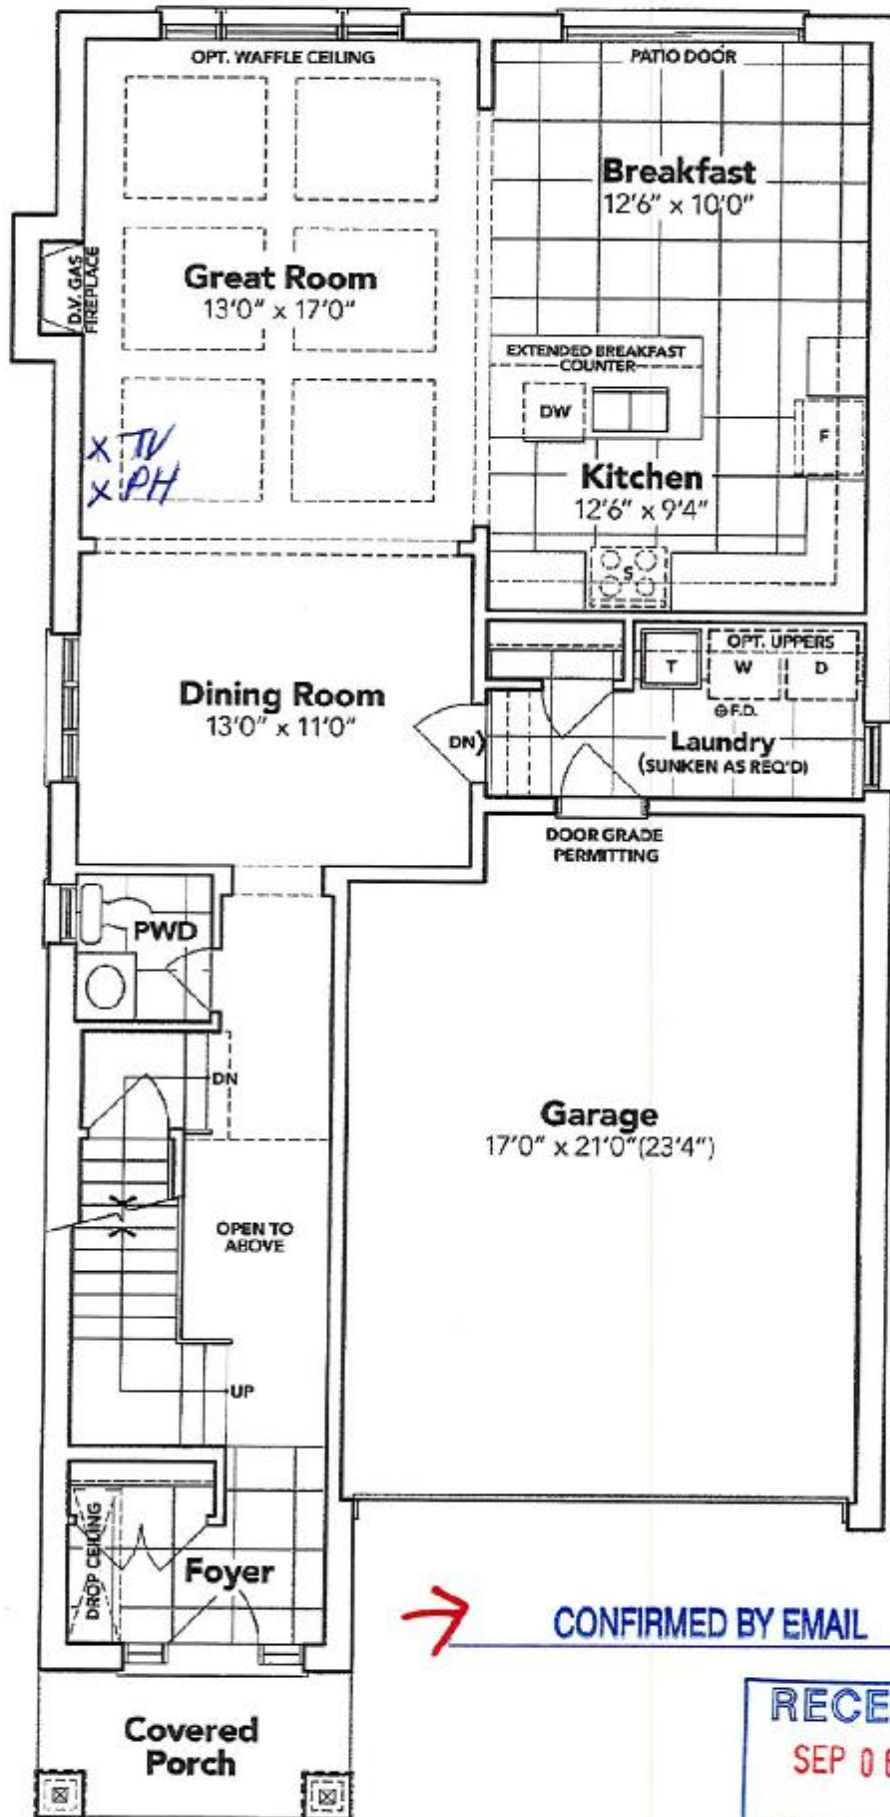 OPT. WAFFLE CEILING
PATIO DOOR
Breakfast
12'6" x 10'0"
Great Room
13'0" x 17'0"
D.V. GAS
FIREPLACE
EXTENDED BREAKFAST
COUNTER
DW
F
x TV
x PH
Kitchen
12'6" x 9'4"
S
OPT. UPPERS
T
W
D
Dining Room
13'0" x 11'0"
F.D.
DN
Laundry
(SUNKEN AS REQ'D)
DOOR GRADE
PERMITTING
PWD
DN
Garage
17'0" x 21'0"(23'4")
OPEN TO
ABOVE
UP
DROP CEILING
Foyer
CONFIRMED BY EMAIL
RECE
SEP 0
Covered
Porch